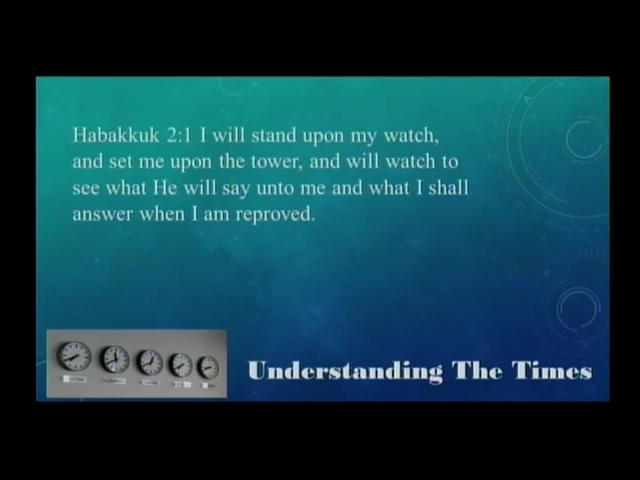 Habakkuk 2:1 I will stand upon my watch,
and set me upon the tower, and will watch to
see what He will say unto me and what I shall
answer when I am reproved.
Understanding The Times